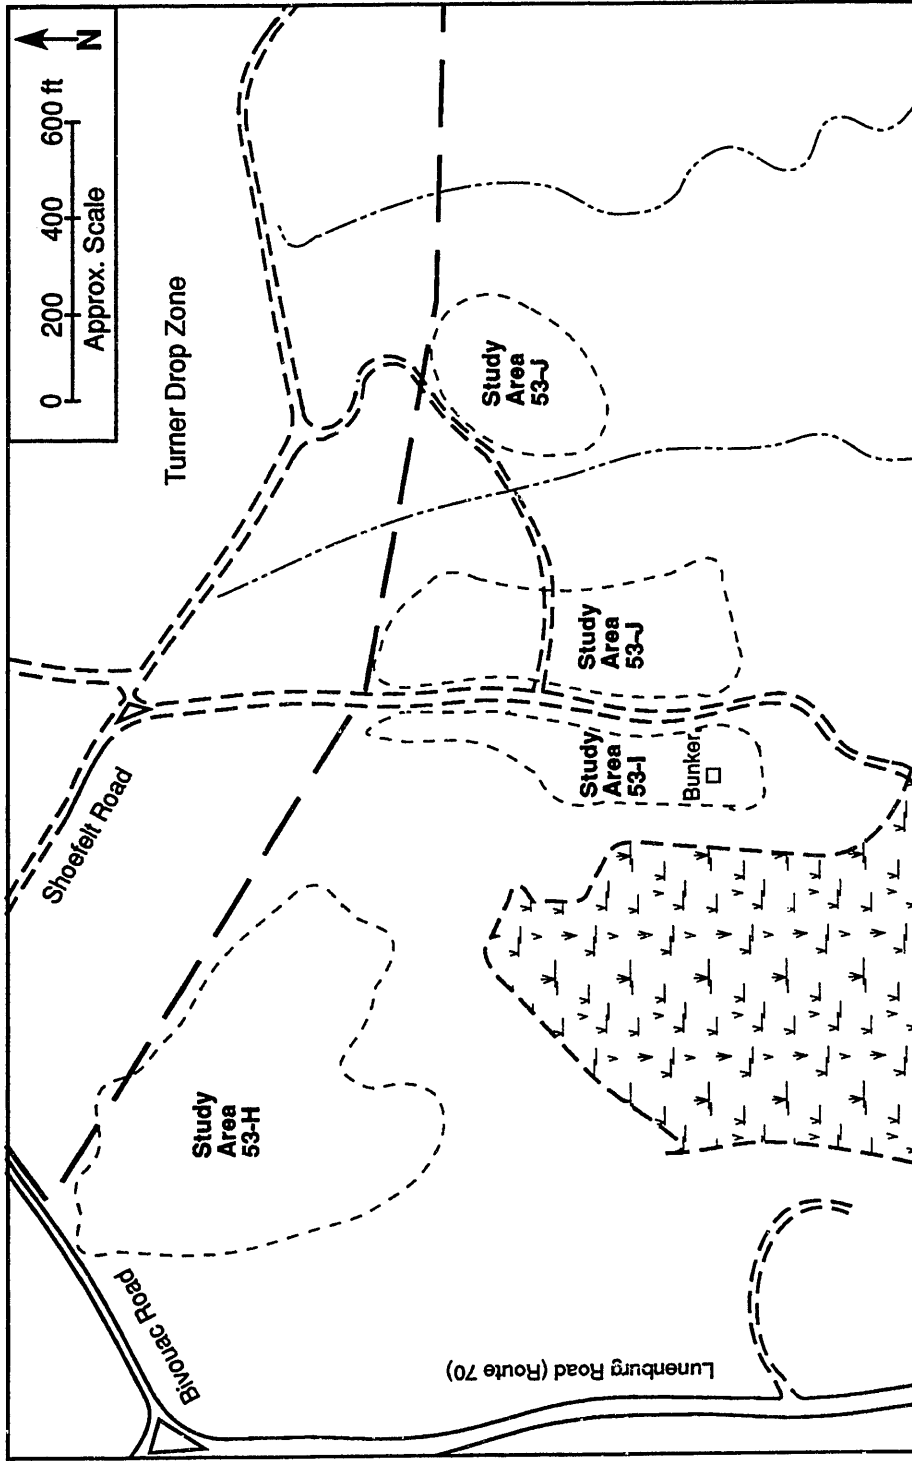 N
0 200 400 600 ft
Approx. Scale
Turner Drop Zone
Shoefelt Road
Study
Area
53-J
Study
Area
53-J
Study
Area
53-I
Bunker
Study
Area
53-H
Bivouac Road
Lunenburg Road (Route 70)